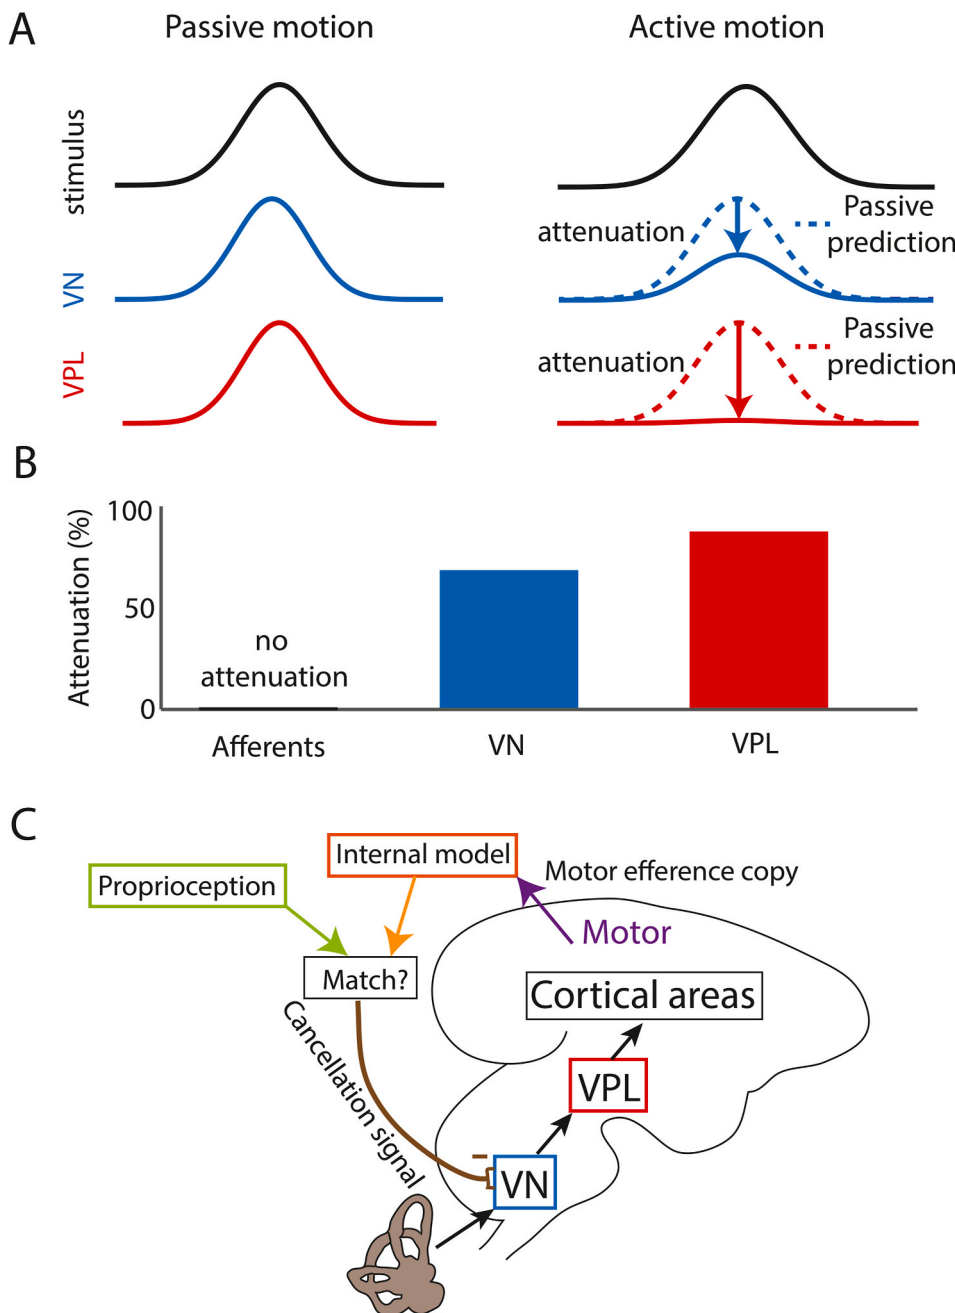 A
Passive motion
Active motion
stimulus
VN
attenuation
Passive
prediction
VPL
attenuation
Passive
prediction
B
Attenuation (%)
100
50
0
no
attenuation
Afferents
VN
VPL
C
Internal model
Motor efference copy
Proprioception
Motor
Match?
Cortical areas
Cancellation signal
VPL
VN